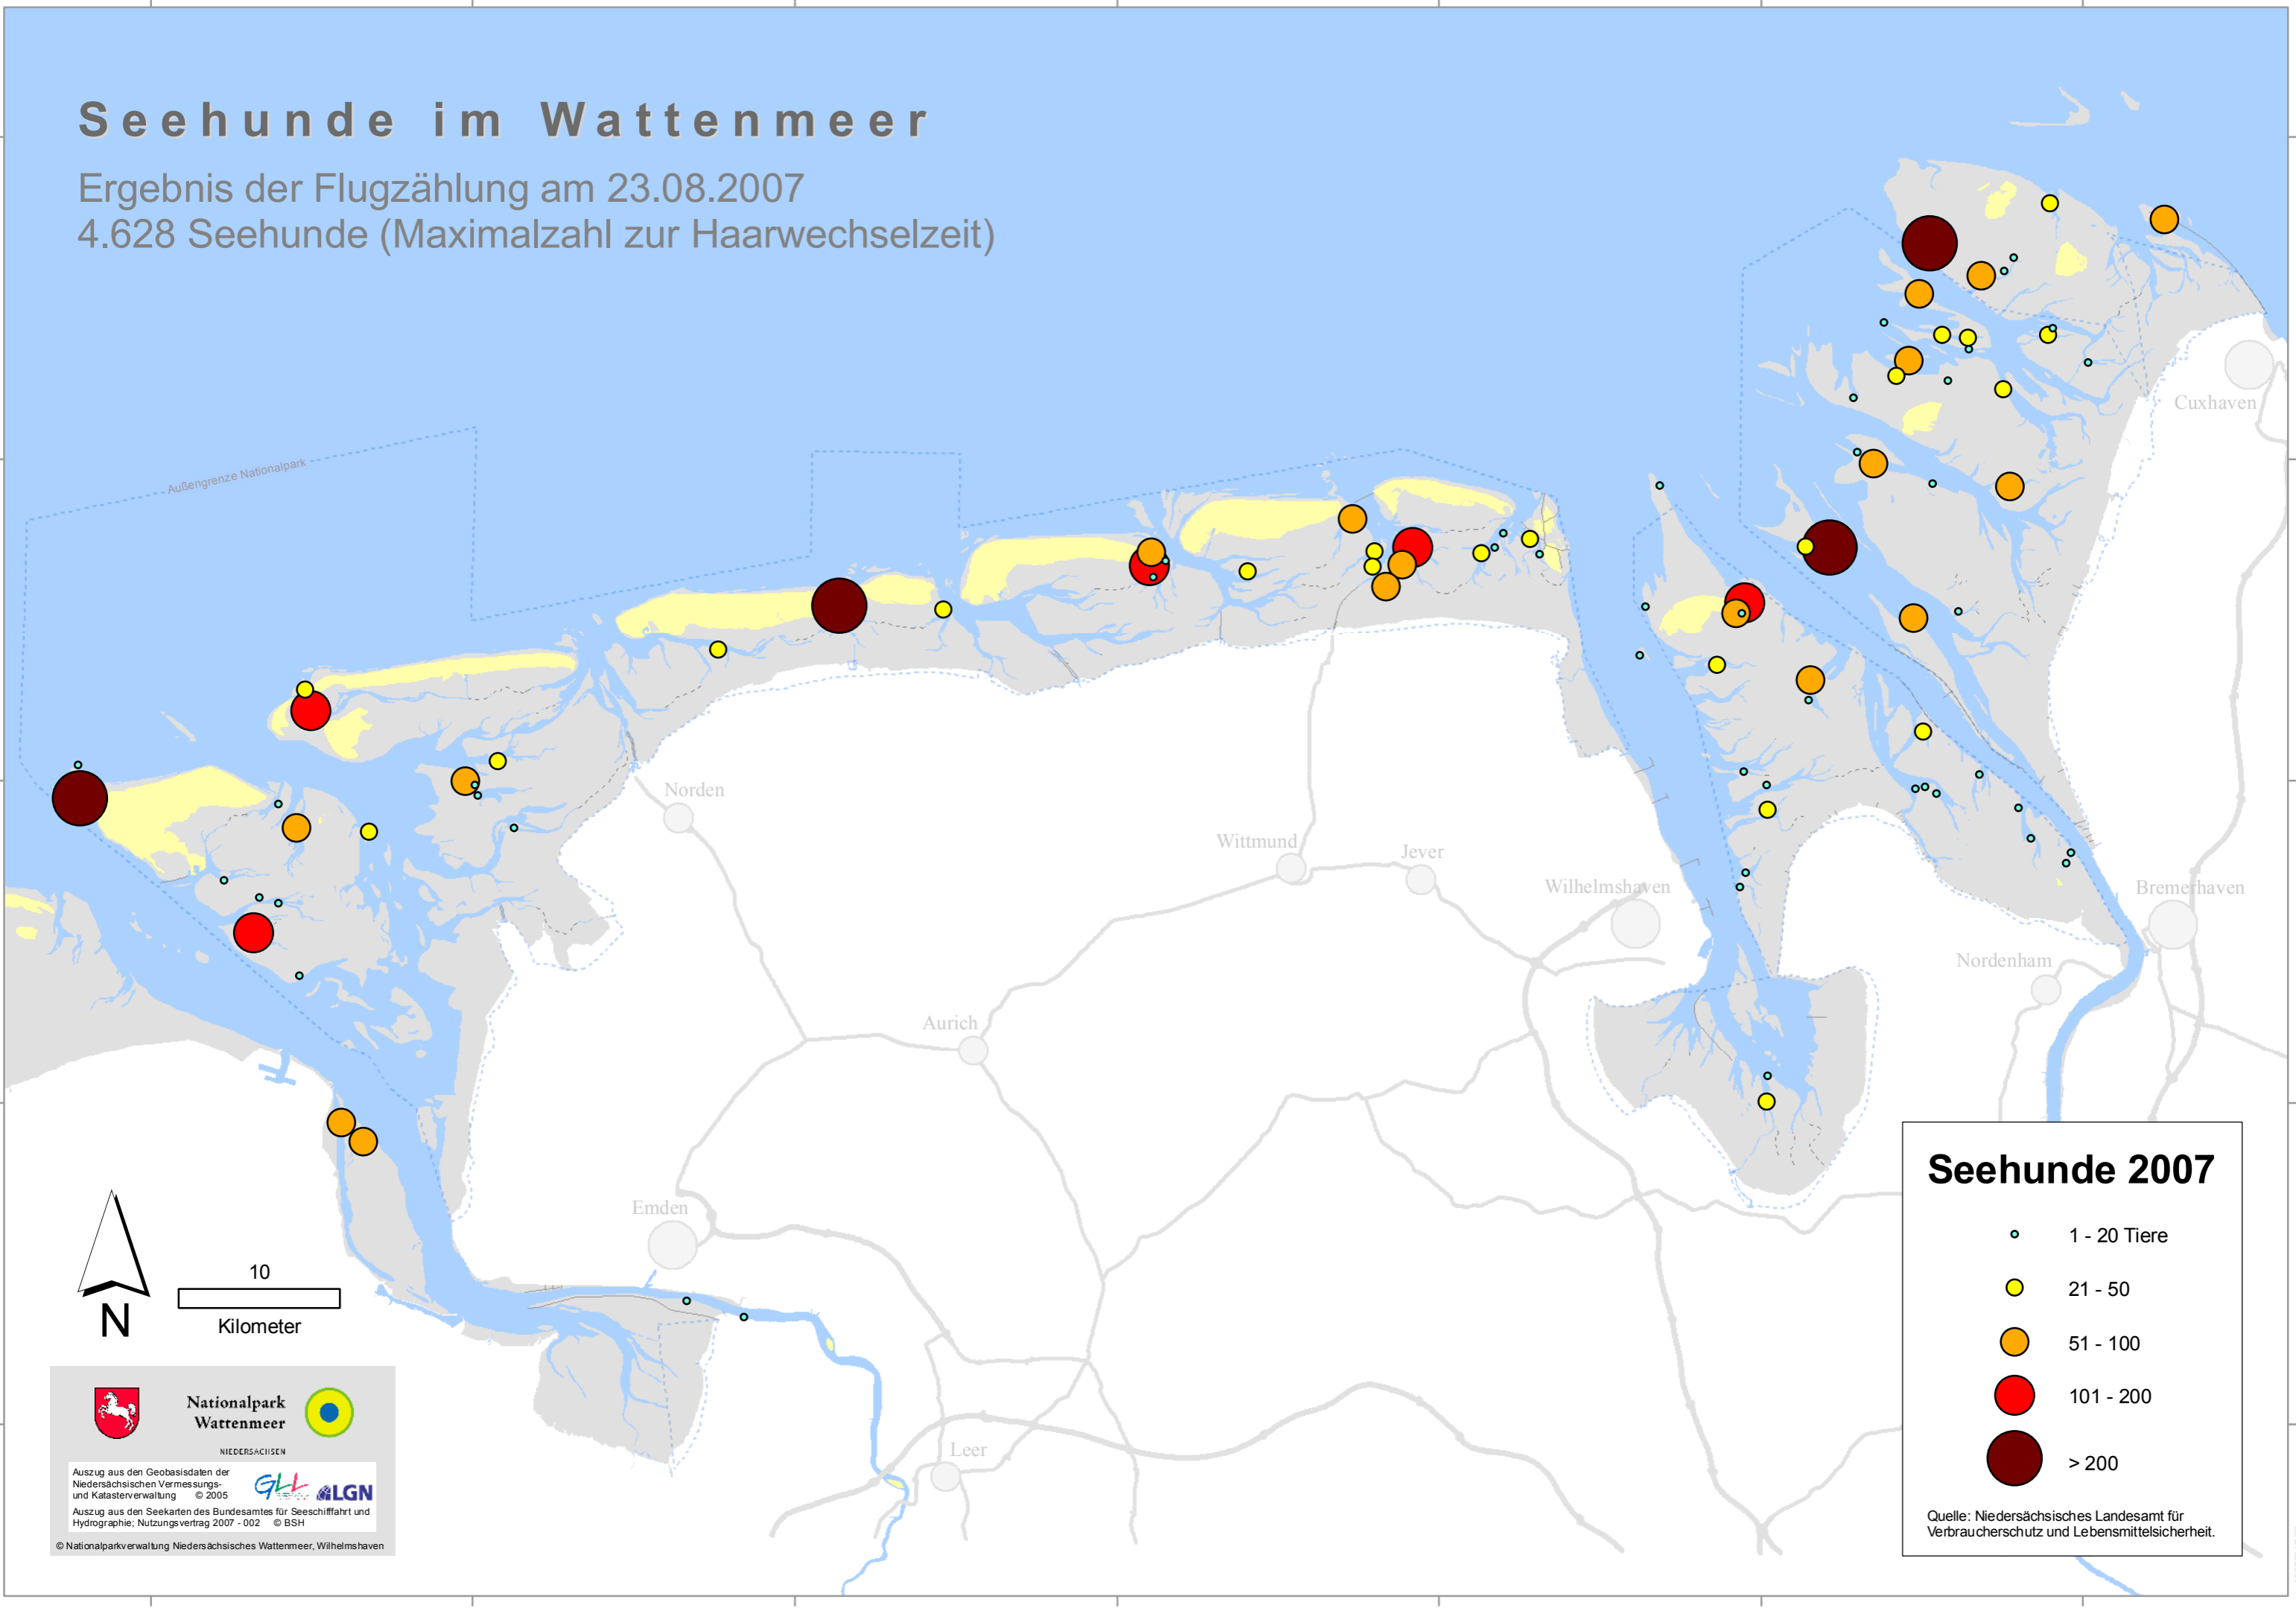 Seehunde im Wattenmeer
Ergebnis der Flugzählung am 23.08.2007
4.628 Seehunde (Maximalzahl zur Haarwechselzeit)
Außengrenze Nationalpark
Cuxhaven
Norden
Wittmund
Jever
Wilhelmshaven
Bremerhaven
Nordenham
Aurich
Emden
Leer
N
10
Kilometer
Nationalpark
Wattenmeer
NIEDERSACHSEN
Auszug aus den Geobasisdaten der
Niedersächsischen Vermessungs-
und Katasterverwaltung © 2005
GLL
LGN
Auszug aus den Seekarten des Bundesamtes für Seeschifffahrt und
Hydrographie; Nutzungsvertrag 2007 - 002 © BSH
© Nationalparkverwaltung Niedersächsisches Wattenmeer, Wilhelmshaven
Seehunde 2007
1 - 20 Tiere
21 - 50
51 - 100
101 - 200
> 200
Quelle: Niedersächsisches Landesamt für
Verbraucherschutz und Lebensmittelsicherheit.